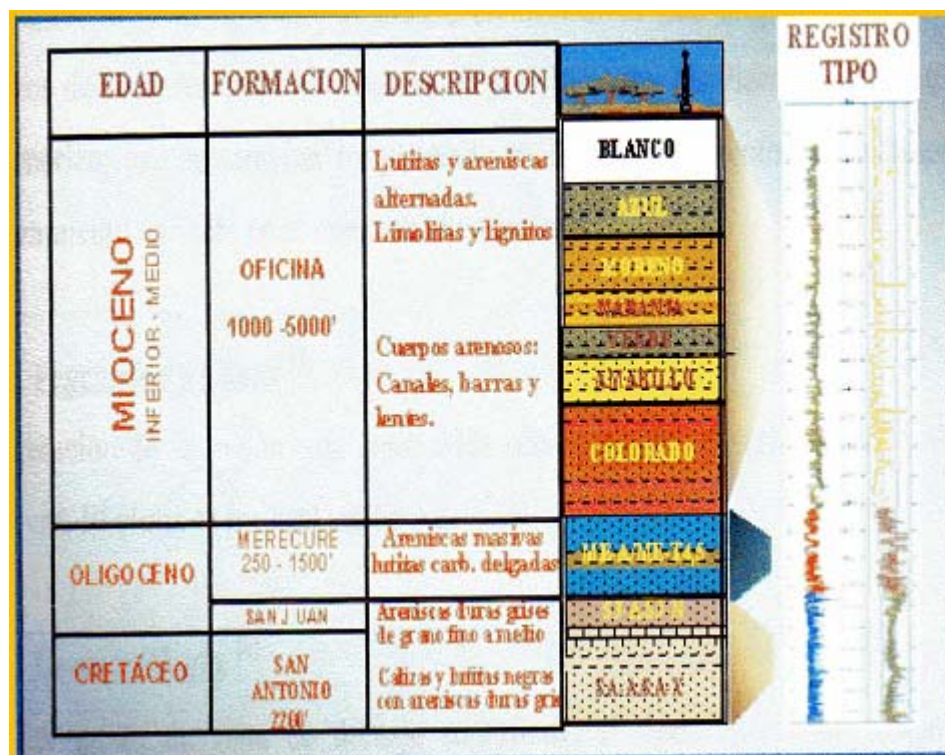 REGISTRO
TIPO
EDAD
FORMACION
DESCRIPCION
MIOCENO
INFERIOR - MEDIO
OFICINA
1000 -5000'
Lutitas y areniscas
alternadas.
Limolitas y lignitos
Cuerpos arenosos:
Canales, barras y
lentes.
BLANCO
AZUL
MORENO
NARANJA
VERDE
AMARILLO
COLORADO
OLIGOCENO
MERECURE
250 - 1500'
Areniscas masivas
lutitas carb. delgadas
SAN JUAN
Areniscas duras grises
de grano fino a medio
CRETÁCEO
SAN
ANTONIO
2200'
Calizas y lutitas negras
con areniscas duras gris